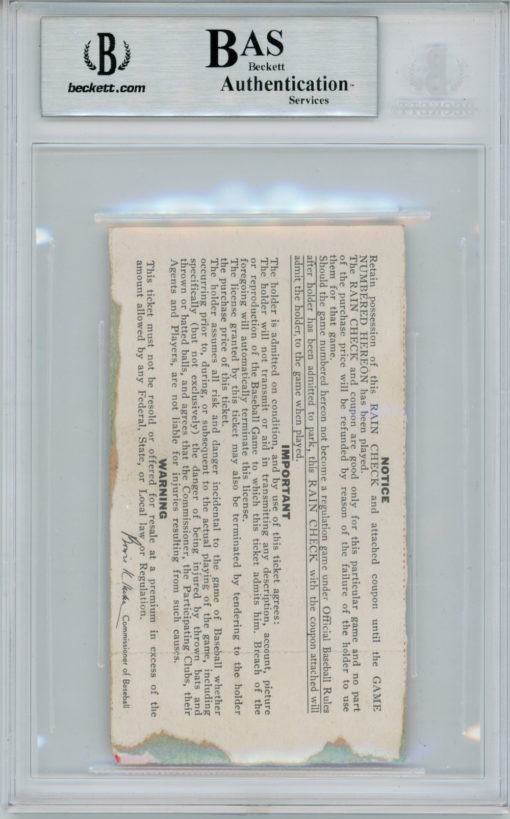 B
beckett.com
BAS
Beckett
Authentication
Services
NOTICE
Retain possession of this RAIN CHECK and attached coupon until the GAME
NUMBERED HEREON has been played.
The RAIN CHECK and coupon are good only for this particular game and no part
of the purchase price will be refunded by reason of the failure of the holder to use
them for that game.
Should the game numbered hereon not become a regulation game under Official Baseball Rules
after holder has been admitted to park, this RAIN CHECK with the coupon attached will
admit the holder to the game when played.
IMPORTANT
The holder is admitted on condition, and by use of this ticket agrees:
The holder will not transmit or aid in transmitting any description, account, picture
or reproduction of the Baseball Game to which this ticket admits him. Breach of the
foregoing will automatically terminate this license.
The license granted by this ticket may also be terminated by tendering to the holder
the purchase price of this ticket.
The holder assumes all risk and danger incidental to the game of Baseball whether
occurring prior to, during, or subsequent to the actual playing of the game, including
specifically (but not exclusively) the danger of being injured by thrown bats and
thrown or batted balls, and agrees that the Commissioner, the Participating Clubs, their
Agents and Players, are not liable for injuries resulting from such causes.
WARNING
This ticket must not be resold or offered for resale at a premium in excess of the
amount allowed by any Federal, State, or Local law or Regulation.
Commissioner of Baseball